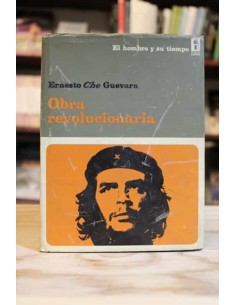 El hombre y su tiempo
Ernesto Che Guevara
Obra
revolucionaria